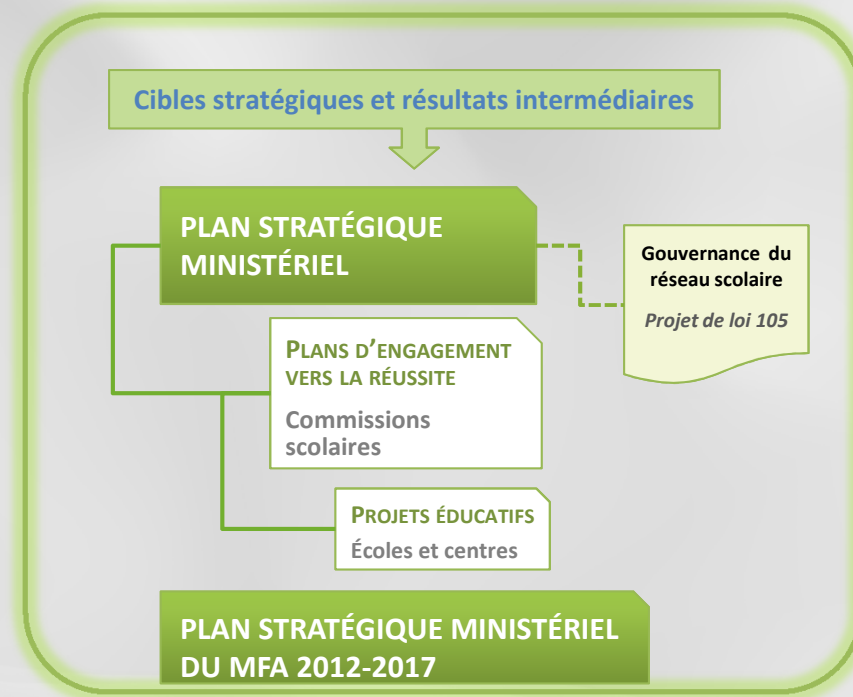 Cibles stratégiques et résultats intermédiaires
PLAN STRATÉGIQUE
MINISTÉRIEL
Gouvernance du
réseau scolaire
Projet de loi 105
PLANS D'ENGAGEMENT
VERS LA RÉUSSITE
Commissions
scolaires
PROJETS ÉDUCATIFS
Écoles et centres
PLAN STRATÉGIQUE MINISTÉRIEL
DU MFA 2012-2017